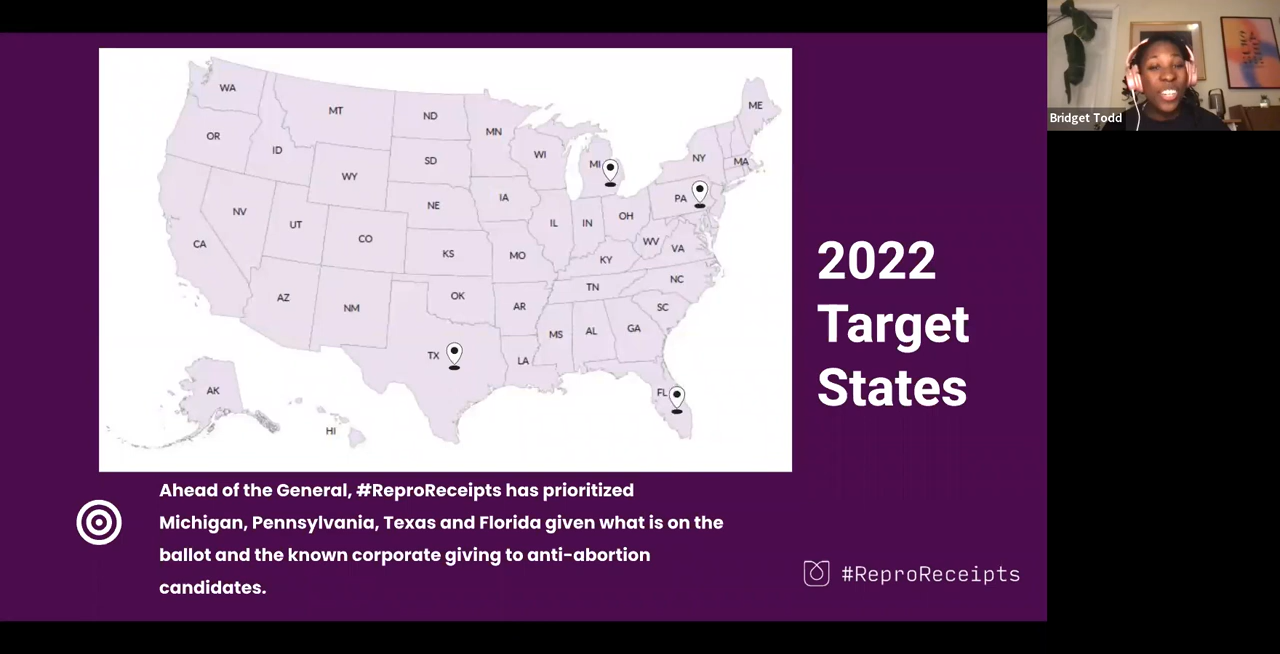 WA
MT
ND
MN
ME
OR
ID
SD
WI
MI
NY
MA
WY
IA
PA
NV
NE
IL
IN
OH
UT
CO
CA
KS
MO
WV
VA
KY
AZ
NM
OK
AR
TN
NC
SC
MS
AL
GA
TX
LA
FL
AK
HI
2022
Target
States
Ahead of the General, #ReproReceipts has prioritized
Michigan, Pennsylvania, Texas and Florida given what is on the
ballot and the known corporate giving to anti-abortion
candidates.
#ReproReceipts
Bridget Todd